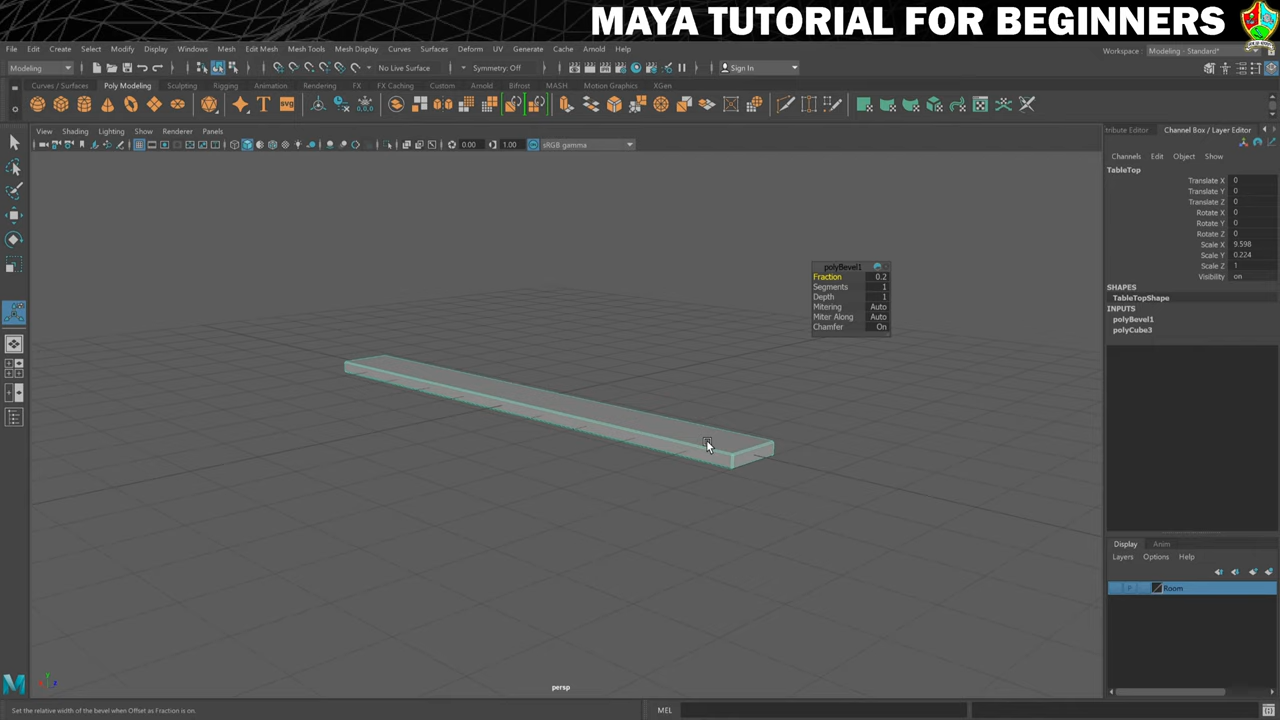 MAYA TUTORIAL FOR BEGINNERS
File Edit Create Select Modify Display Windows Mesh Edit Mesh Mesh Tools Mesh Display Curves Surfaces Deform UV Generate Cache Arnold Help
Workspace : Modeling - Standard*
Modeling No Live Surface Symmetry: Off Sign In
Curves / Surfaces Poly Modeling Sculpting Rigging Animation Rendering FX FX Caching Custom Arnold Bifrost MASH Motion Graphics XGen
View Shading Lighting Show Renderer Panels
tribute Editor Channel Box / Layer Editor
0.00 1.00 sRGB gamma
Channels Edit Object Show
TableTop
Translate X 0
Translate Y 0
Translate Z 0
Rotate X 0
Rotate Y 0
Rotate Z 0
Scale X 9.598
Scale Y 0.224
Scale Z 1
Visibility on
SHAPES
TableTopShape
INPUTS
polyBevel1
polyCube3
polyBevel1
Fraction 0.2
Segments 1
Depth 1
Mitering Auto
Miter Along Auto
Chamfer On
Display Anim
Layers Options Help
P Room
persp
Set the relative width of the bevel when Offset as Fraction is on.
MEL